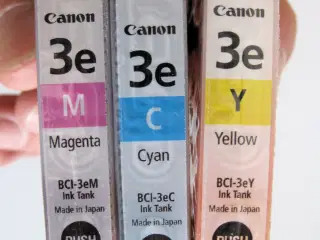 Canon
3e
M
Magenta
BCI-3eM
Ink Tank
Made in Japan
PUSH
Canon
3e
C
Cyan
BCI-3eC
Ink Tank
Made in Japan
PUSH
Canon
3e
Y
Yellow
BCI-3eY
Ink Tank
Made in Japan
PUSH